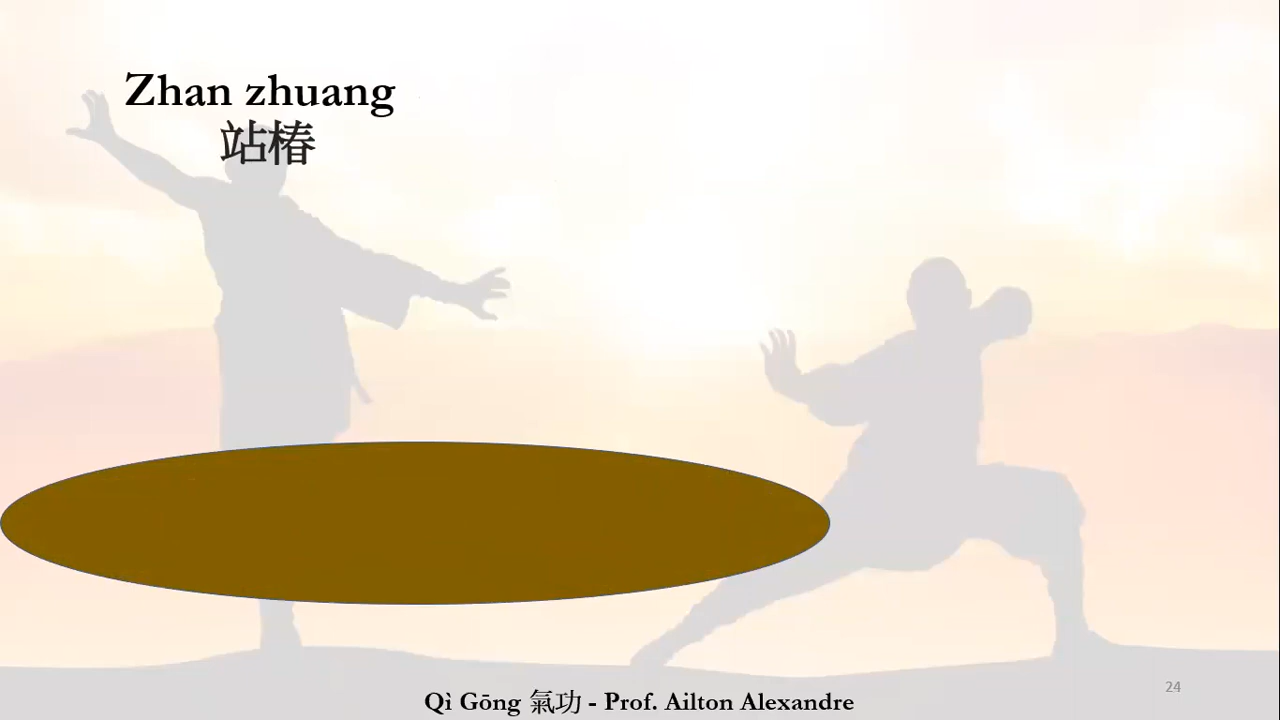 Zhan zhuang
站樁
24
Qì Gōng 氣功 - Prof. Ailton Alexandre